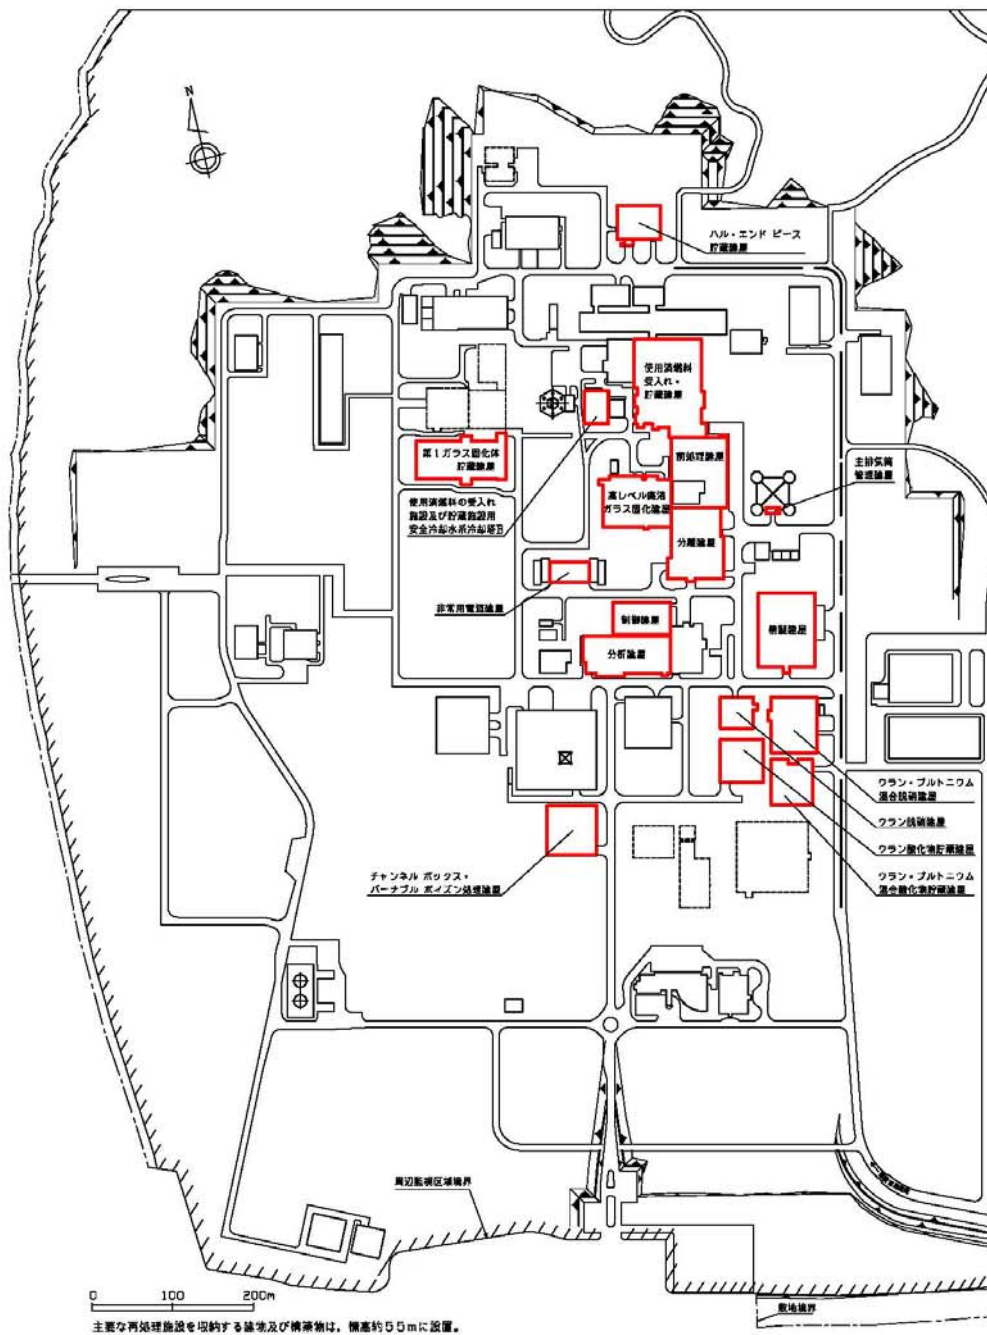 N
ハル・エンド ピース
貯蔵建屋
使用済燃料
受入れ・
貯蔵建屋
第1ガラス固化体
貯蔵建屋
前処理建屋
主排気筒
管理建屋
高レベル廃液
ガラス固化建屋
使用済燃料の受入れ
施設及び貯蔵施設用
安全冷却水系冷却塔B
分離建屋
非常用電源建屋
制御建屋
精製建屋
分析建屋
ウラン・プルトニウム
混合脱硝建屋
ウラン脱硝建屋
ウラン酸化物貯蔵建屋
チャンネル ボックス・
バーナブル ポイズン処理建屋
ウラン・プルトニウム
混合酸化物貯蔵建屋
周辺監視区域境界
0 100 200m
敷地境界
主要な再処理施設を収納する建物及び構築物は、標高約55mに設置。